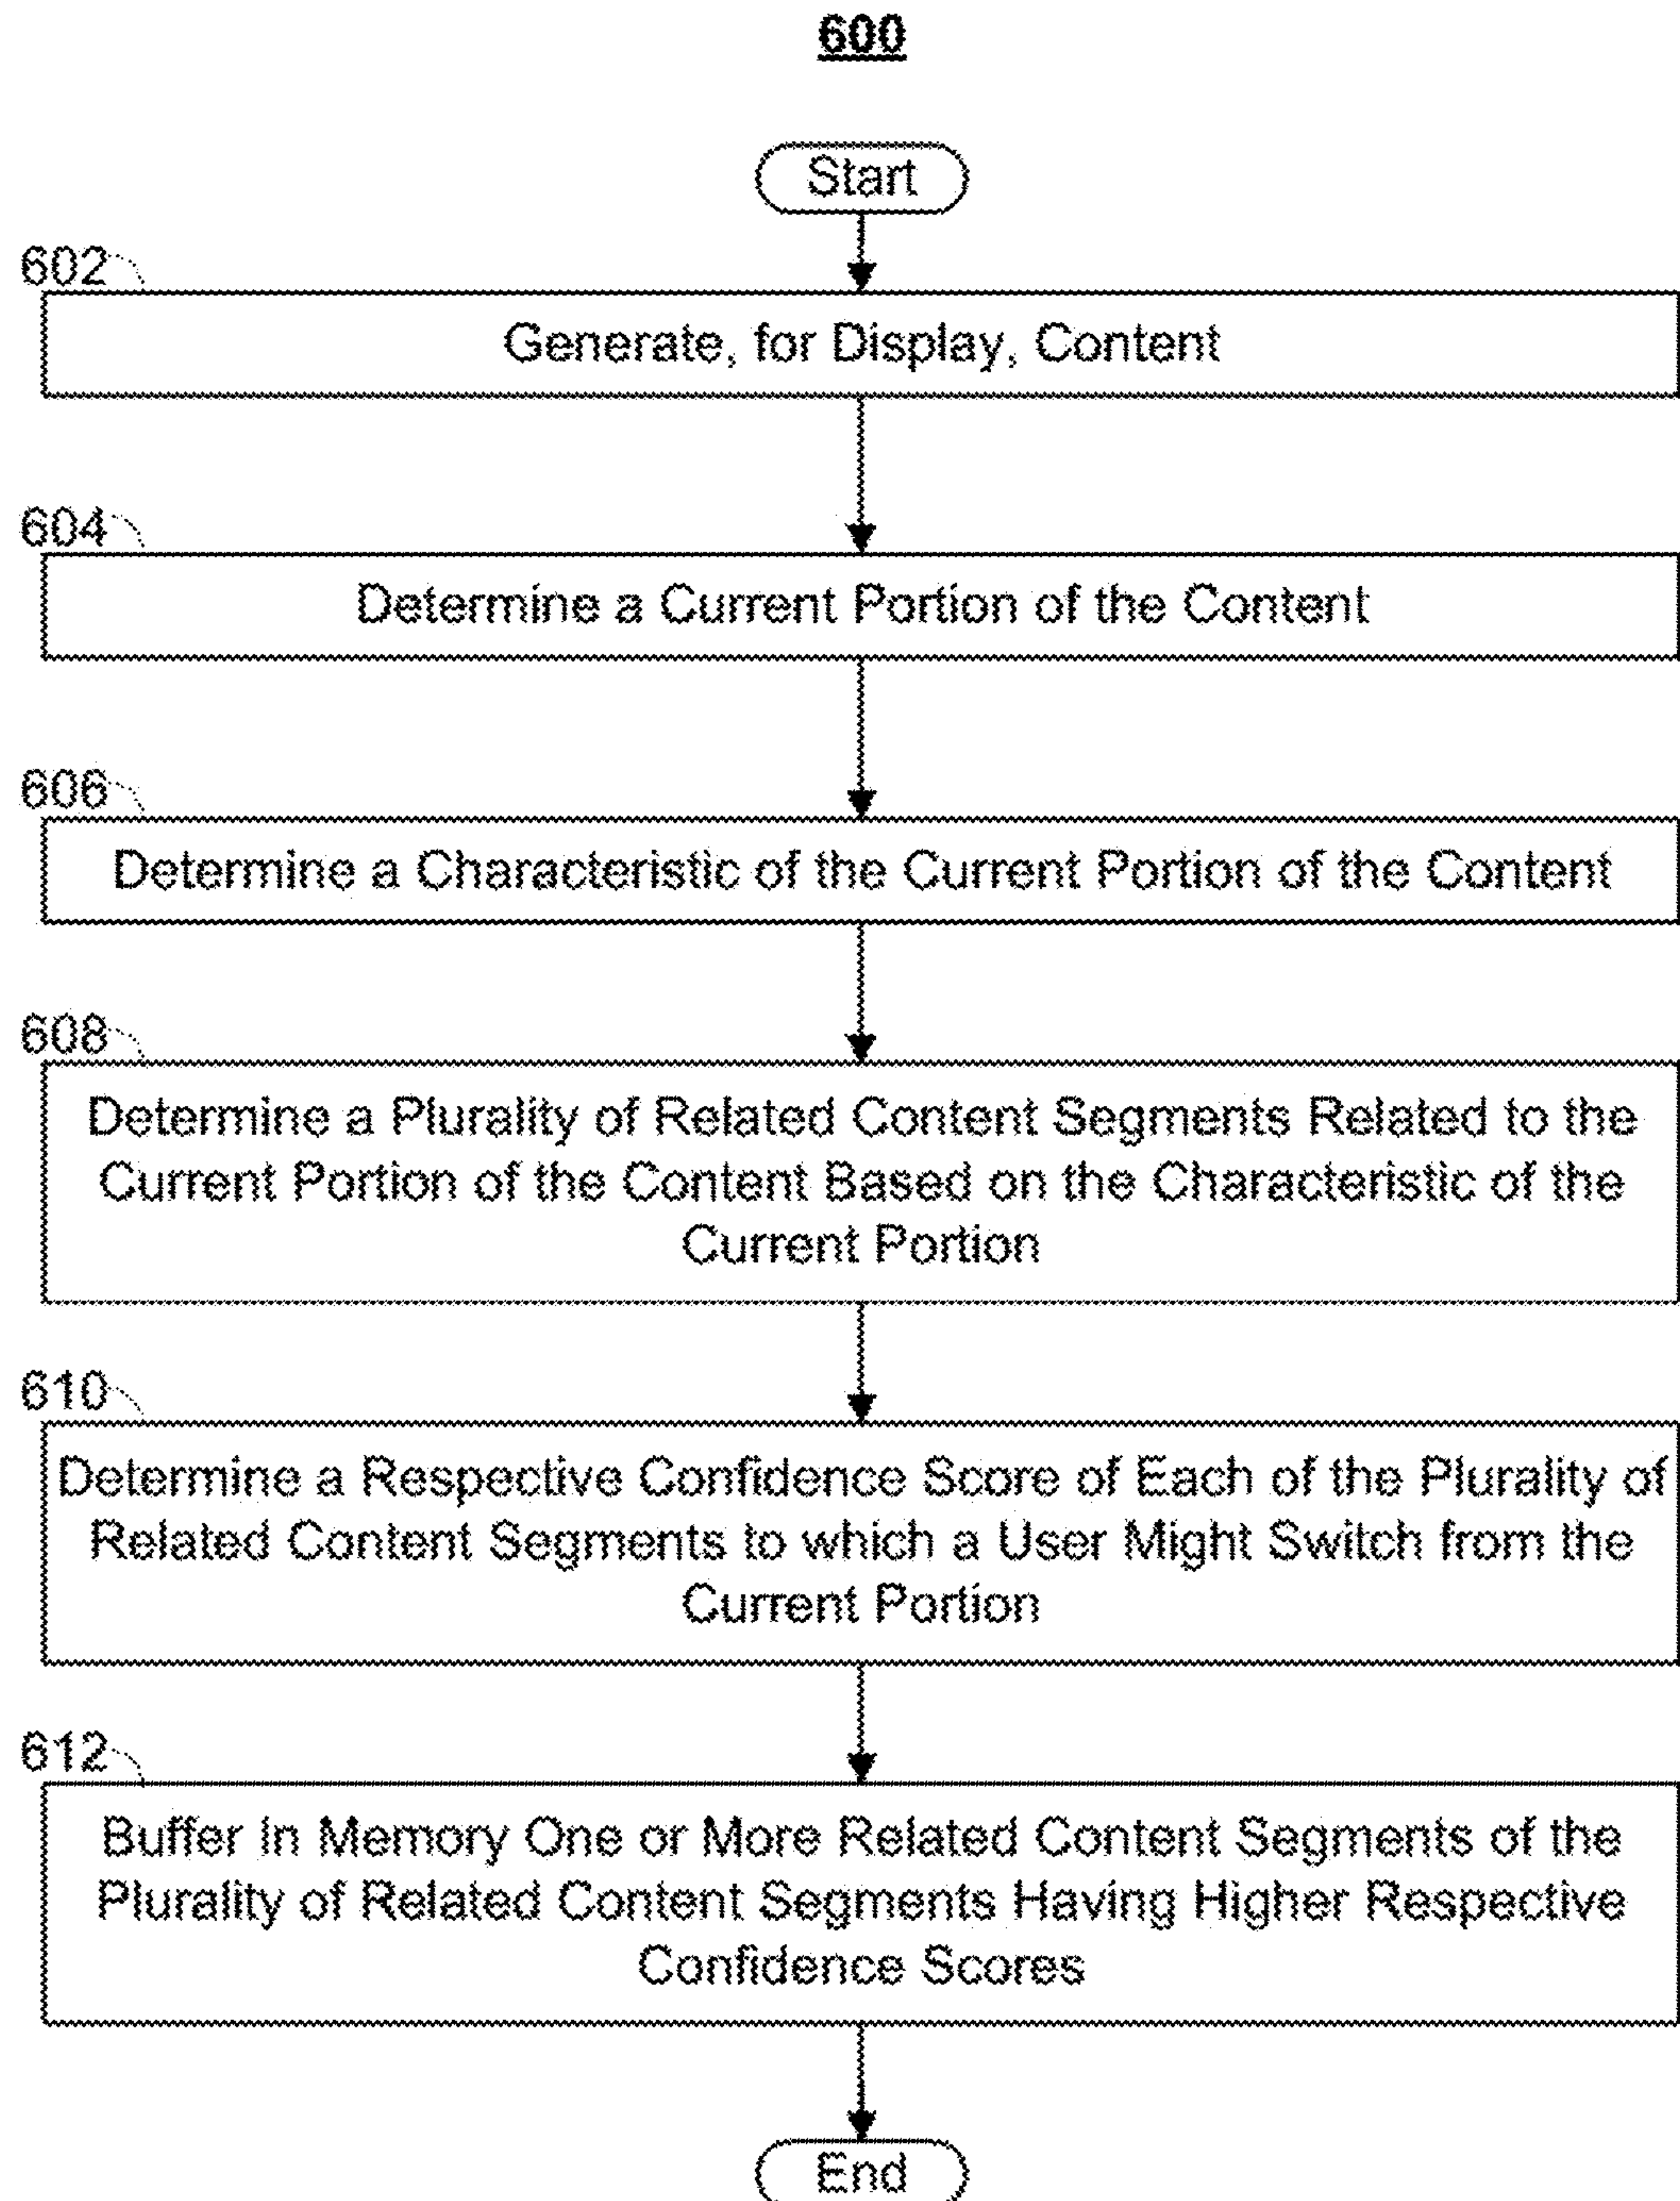 600
Start
602
Generate, for Display, Content
604
Determine a Current Portion of the Content
606
Determine a Characteristic of the Current Portion of the Content
608
Determine a Plurality of Related Content Segments Related to the
Current Portion of the Content Based on the Characteristic of the
Current Portion
610
Determine a Respective Confidence Score of Each of the Plurality of
Related Content Segments to which a User Might Switch from the
Current Portion
612
Buffer In Memory One or More Related Content Segments of the
Plurality of Related Content Segments Having Higher Respective
Confidence Scores
End